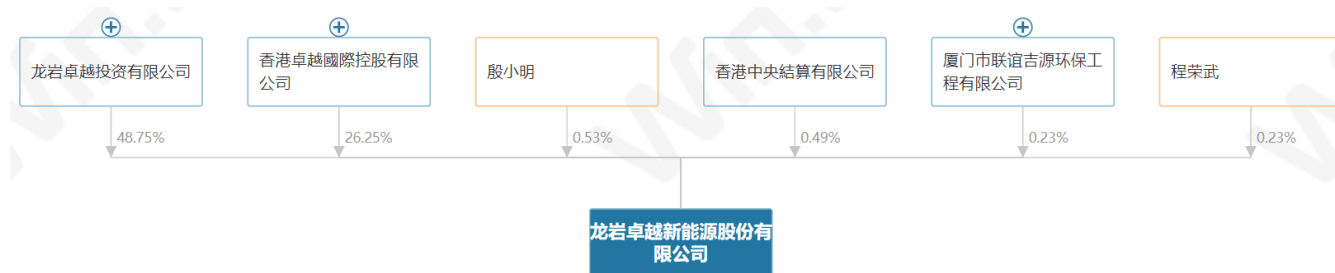 龙岩卓越投资有限公司
香港卓越國際控股有限
公司
殷小明
香港中央結算有限公司
厦门市联谊吉源环保工
程有限公司
程荣武
48.75%
26.25%
0.53%
0.49%
0.23%
0.23%
龙岩卓越新能源股份有
限公司